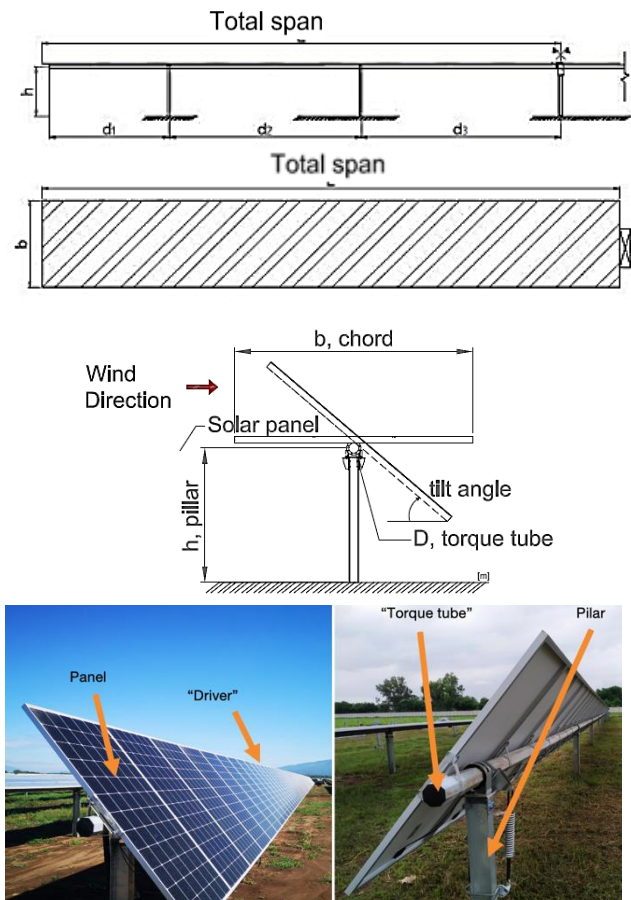 Total span
h
d1
d2
d3
Total span
L
b
b, chord
Wind
Direction
Solar panel
h, pillar
tilt angle
D, torque tube
[m]
Panel
“Driver”
“Torque tube”
Pilar